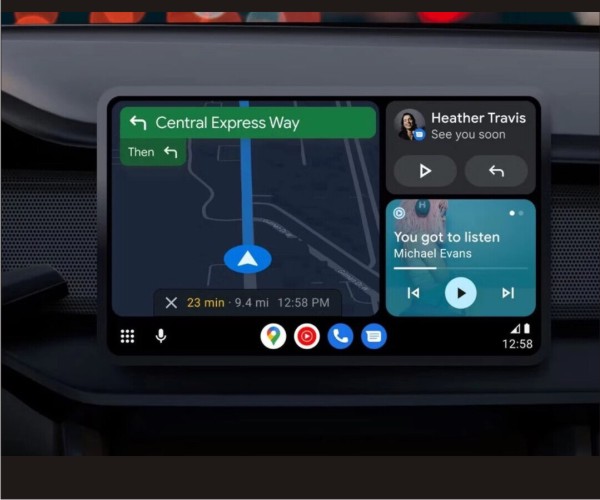 Central Express Way
Then
23 min · 9.4 mi 12:58 PM
Heather Travis
See you soon
H
You got to listen
Michael Evans
12:58